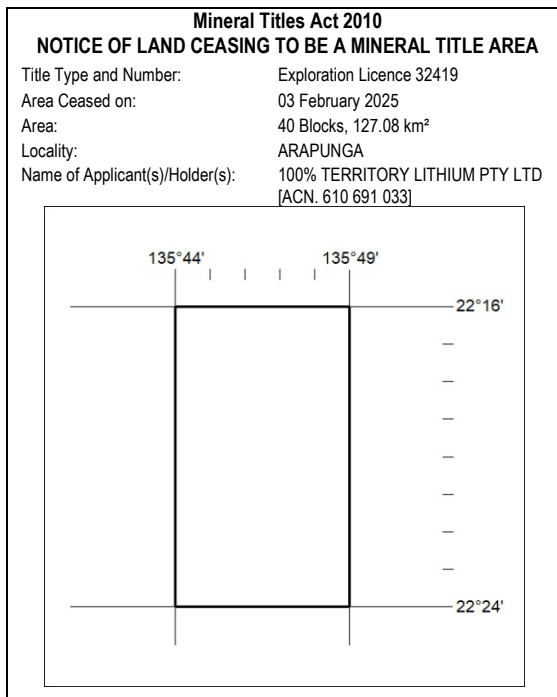 Mineral Titles Act 2010
NOTICE OF LAND CEASING TO BE A MINERAL TITLE AREA
Title Type and Number: Exploration Licence 32419
Area Ceased on: 03 February 2025
Area: 40 Blocks, 127.08 km²
Locality: ARAPUNGA
Name of Applicant(s)/Holder(s): 100% TERRITORY LITHIUM PTY LTD
[ACN. 610 691 033]
135°44' 135°49'
22°16'
22°24'